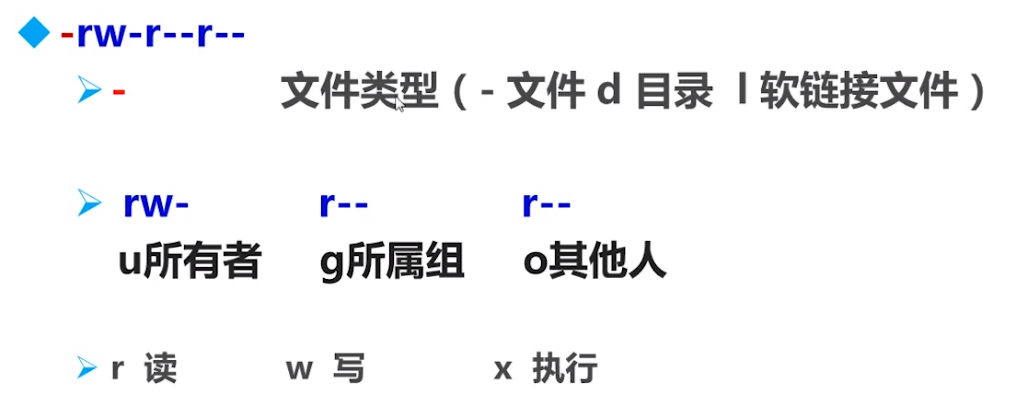 -rw-r--r--
- 文件类型（- 文件 d 目录 l 软链接文件）
rw- r-- r--
u所有者 g所属组 o其他人
r 读 w 写 x 执行